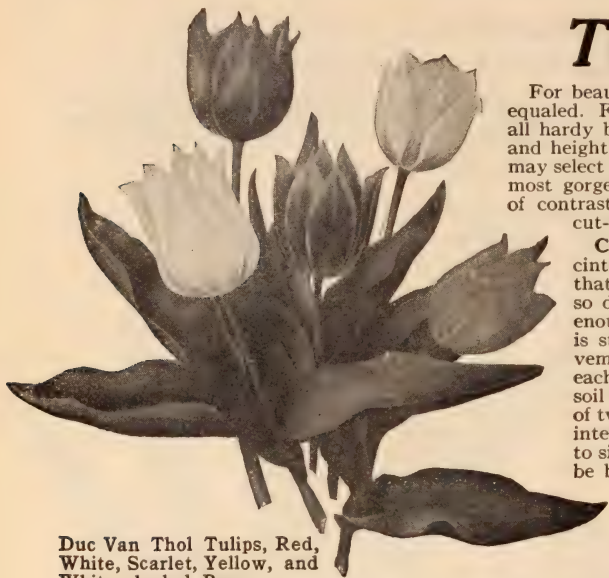 T
For beau
equaled. F
all hardy b
and height
may select
most gorge
of contrast
cut-
C
cint
that
so d
enou
is su
vem
each
soil
of tw
inte
to si
be b
Duc Van Thol Tulips, Red,
White, Scarlet, Yellow, and